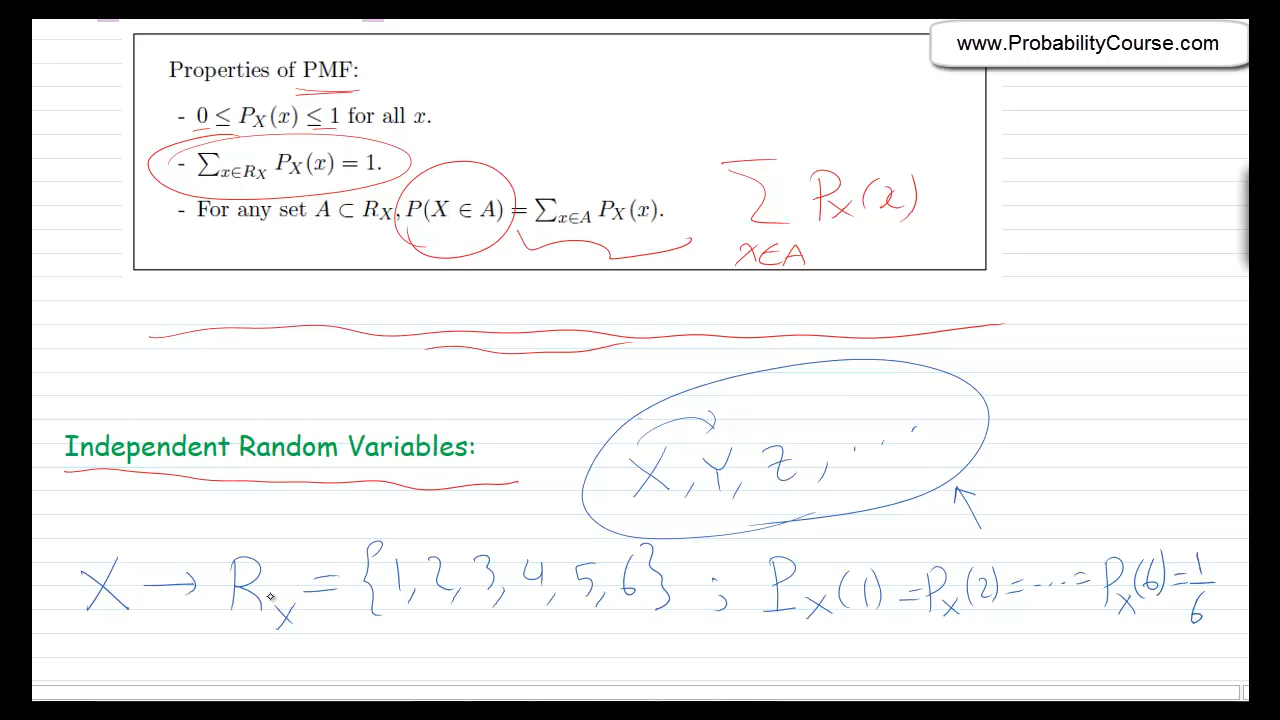 www.ProbabilityCourse.com
Properties of PMF:
- 0 ≤ P_X(x) ≤ 1 for all x.
- ∑_{x∈R_X} P_X(x) = 1.
- For any set A ⊂ R_X, P(X ∈ A) = ∑_{x∈A} P_X(x).
∑_{x∈A} P_X(x)
Independent Random Variables:
X, Y, Z, ...
X → R_X = {1, 2, 3, 4, 5, 6} ; P_X(1) = P_X(2) = ... = P_X(6) = 1/6